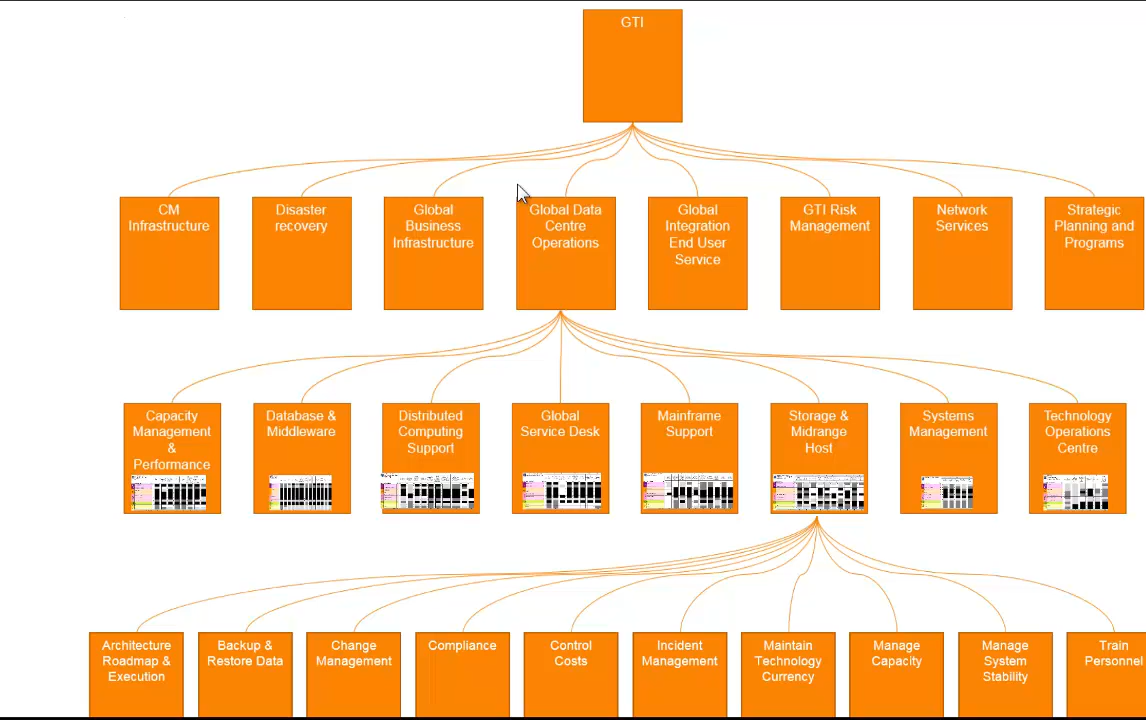 GTI
CM
Infrastructure
Disaster
recovery
Global
Business
Infrastructure
Global Data
Centre
Operations
Global
Integration
End User
Service
GTI Risk
Management
Network
Services
Strategic
Planning and
Programs
Capacity
Management
&
Performance
Database &
Middleware
Distributed
Computing
Support
Global
Service Desk
Mainframe
Support
Storage &
Midrange
Host
Systems
Management
Technology
Operations
Centre
Architecture
Roadmap &
Execution
Backup &
Restore Data
Change
Management
Compliance
Control
Costs
Incident
Management
Maintain
Technology
Currency
Manage
Capacity
Manage
System
Stability
Train
Personnel